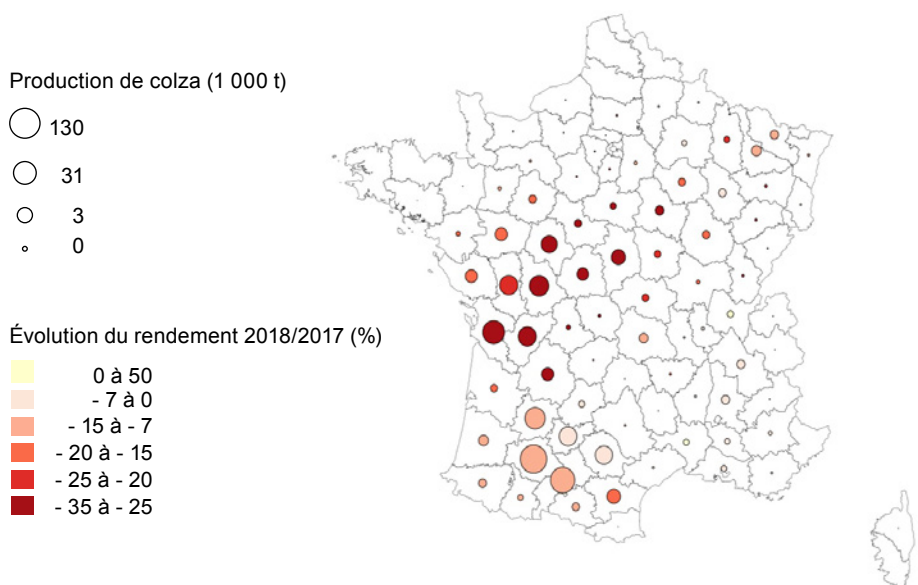 Production de colza (1 000 t)
130
31
3
0
Évolution du rendement 2018/2017 (%)
0 à 50
- 7 à 0
- 15 à - 7
- 20 à - 15
- 25 à - 20
- 35 à - 25